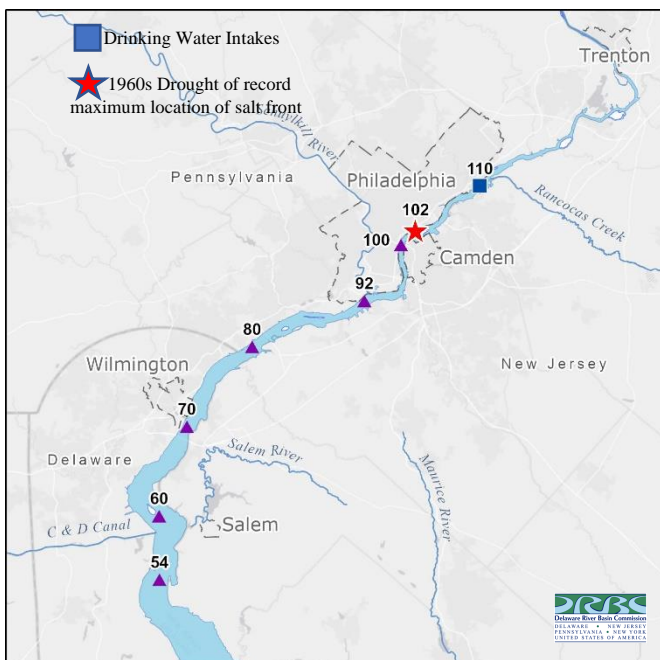 Drinking Water Intakes
1960s Drought of record
maximum location of salt front
Trenton
Schuylkill River
Pennsylvania
Philadelphia
110
Rancocas Creek
102
100
Camden
92
80
New Jersey
Wilmington
70
Delaware
Salem River
Maurice River
60
Salem
C & D Canal
54
DRBC
Delaware River Basin Commission
DELAWARE • NEW JERSEY
PENNSYLVANIA • NEW YORK
UNITED STATES OF AMERICA